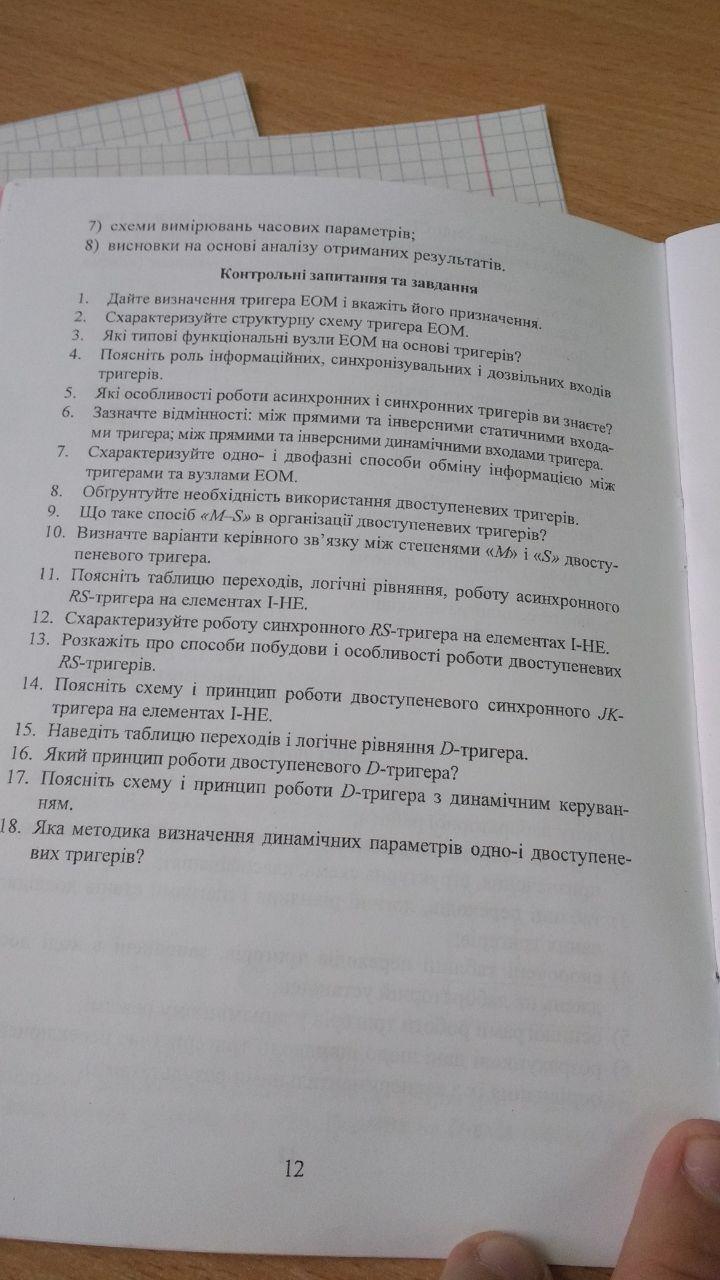 7) схеми вимірювань часових параметрів;
8) висновки на основі аналізу отриманих результатів.
Контрольні запитання та завдання
1. Дайте визначення тригера ЕОМ і вкажіть його призначення.
2. Схарактеризуйте структурну схему тригера ЕОМ.
3. Які типові функціональні вузли ЕОМ на основі тригерів?
4. Поясніть роль інформаційних, синхронізувальних і дозвільних входів
тригерів.
5. Які особливості роботи асинхронних і синхронних тригерів ви знаєте?
6. Зазначте відмінності: між прямими та інверсними статичними входа-
ми тригера; між прямими та інверсними динамічними входами тригера.
7. Схарактеризуйте одно- і двофазні способи обміну інформацією між
тригерами та вузлами ЕОМ.
8. Обґрунтуйте необхідність використання двоступеневих тригерів.
9. Що таке спосіб «M–S» в організації двоступеневих тригерів?
10. Визначте варіанти керівного зв’язку між степенями «M» і «S» двосту-
пеневого тригера.
11. Поясніть таблицю переходів, логічні рівняння, роботу асинхронного
RS-тригера на елементах І-НЕ.
12. Схарактеризуйте роботу синхронного RS-тригера на елементах І-НЕ.
13. Розкажіть про способи побудови і особливості роботи двоступеневих
RS-тригерів.
14. Поясніть схему і принцип роботи двоступеневого синхронного JK-
тригера на елементах І-НЕ.
15. Наведіть таблицю переходів і логічне рівняння D-тригера.
16. Який принцип роботи двоступеневого D-тригера?
17. Поясніть схему і принцип роботи D-тригера з динамічним керуван-
ням.
18. Яка методика визначення динамічних параметрів одно-і двоступене-
вих тригерів?
12